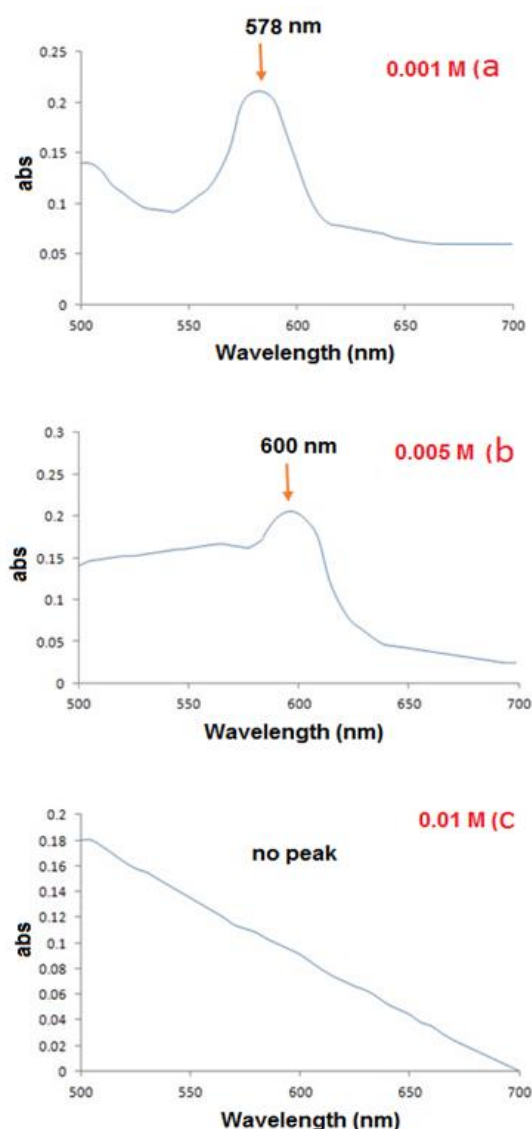 578 nm
0.001 M (a
0.25
0.2
0.15
0.1
0.05
0
abs
500 550 600 650 700
Wavelength (nm)
600 nm
0.005 M (b
0.3
0.25
0.2
0.15
0.1
0.05
0
abs
500 550 600 650 700
Wavelength (nm)
0.01 M (C
no peak
0.2
0.18
0.16
0.14
0.12
0.1
0.08
0.06
0.04
0.02
0
abs
500 550 600 650 700
Wavelength (nm)